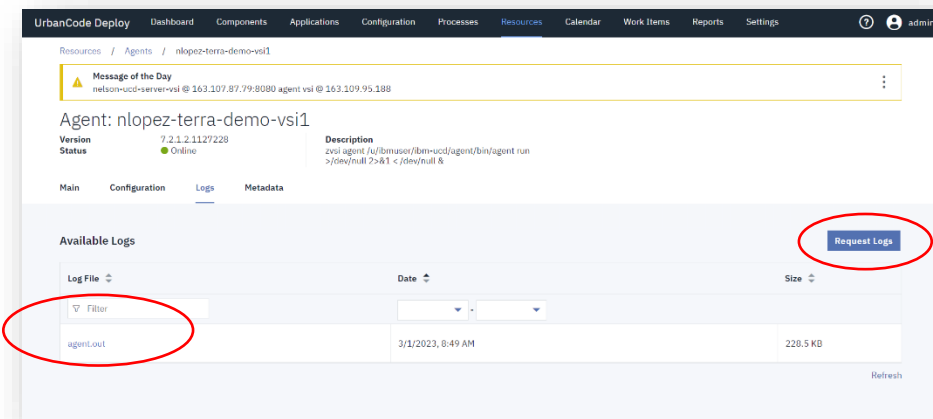 UrbanCode Deploy Dashboard Components Applications Configuration Processes Resources Calendar Work Items Reports Settings admin
Resources / Agents / nlopez-terra-demo-vsi1
Message of the Day
nelson-ucd-server-vsi @ 163.107.87.79:8080 agent vsi @ 163.109.95.188
Agent: nlopez-terra-demo-vsi1
Version 7.2.1.2.1127228 Description
Status Online zvsi agent /u/ibmuser/ibm-ucd/agent/bin/agent run
>/dev/null 2>&1 < /dev/null &
Main Configuration Logs Metadata
Available Logs Request Logs
Log File Date Size
Filter -
agent.out 3/1/2023, 8:49 AM 228.5 KB
Refresh